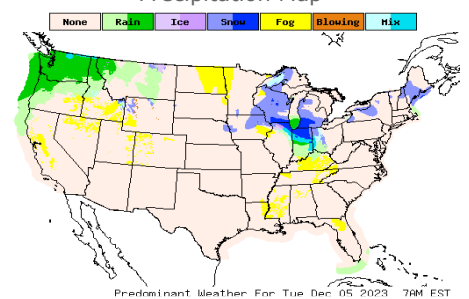 Precipitation Map
None Rain Ice Snow Fog Blowing Mix
Predominant Weather For Tue Dec 05 2023 7AM EST